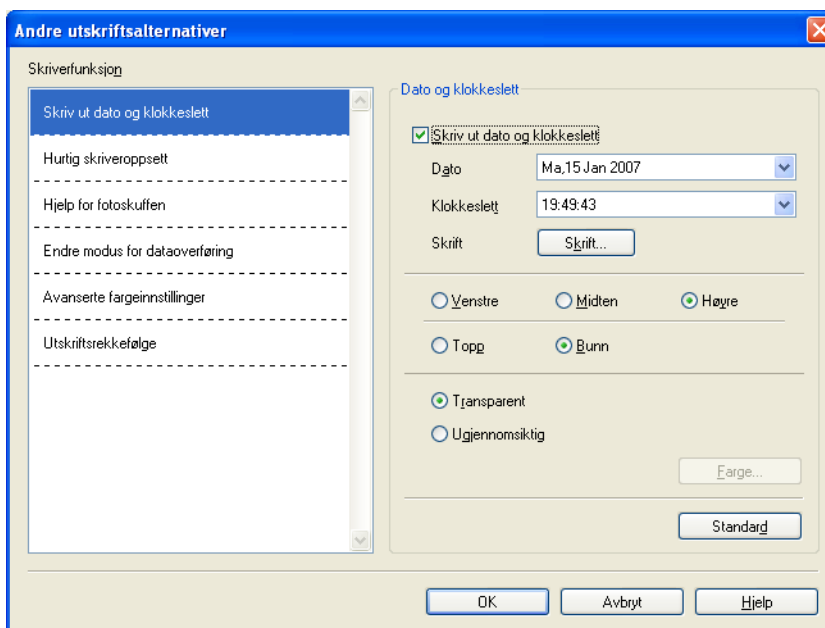 Andre utskriftsalternativer
Skriverfunksjon
Skriv ut dato og klokkeslett
Hurtig skriveroppsett
Hjelp for fotoskuffen
Endre modus for dataoverføring
Avanserte fargeinnstillinger
Utskriftsrekkefølge
Dato og klokkeslett
Skriv ut dato og klokkeslett
Dato Ma,15 Jan 2007
Klokkeslett 19:49:43
Skrift Skrift...
Venstre Midten Høyre
Topp Bunn
Transparent
Ugjennomsiktig
Farge...
Standard
OK Avbryt Hjelp